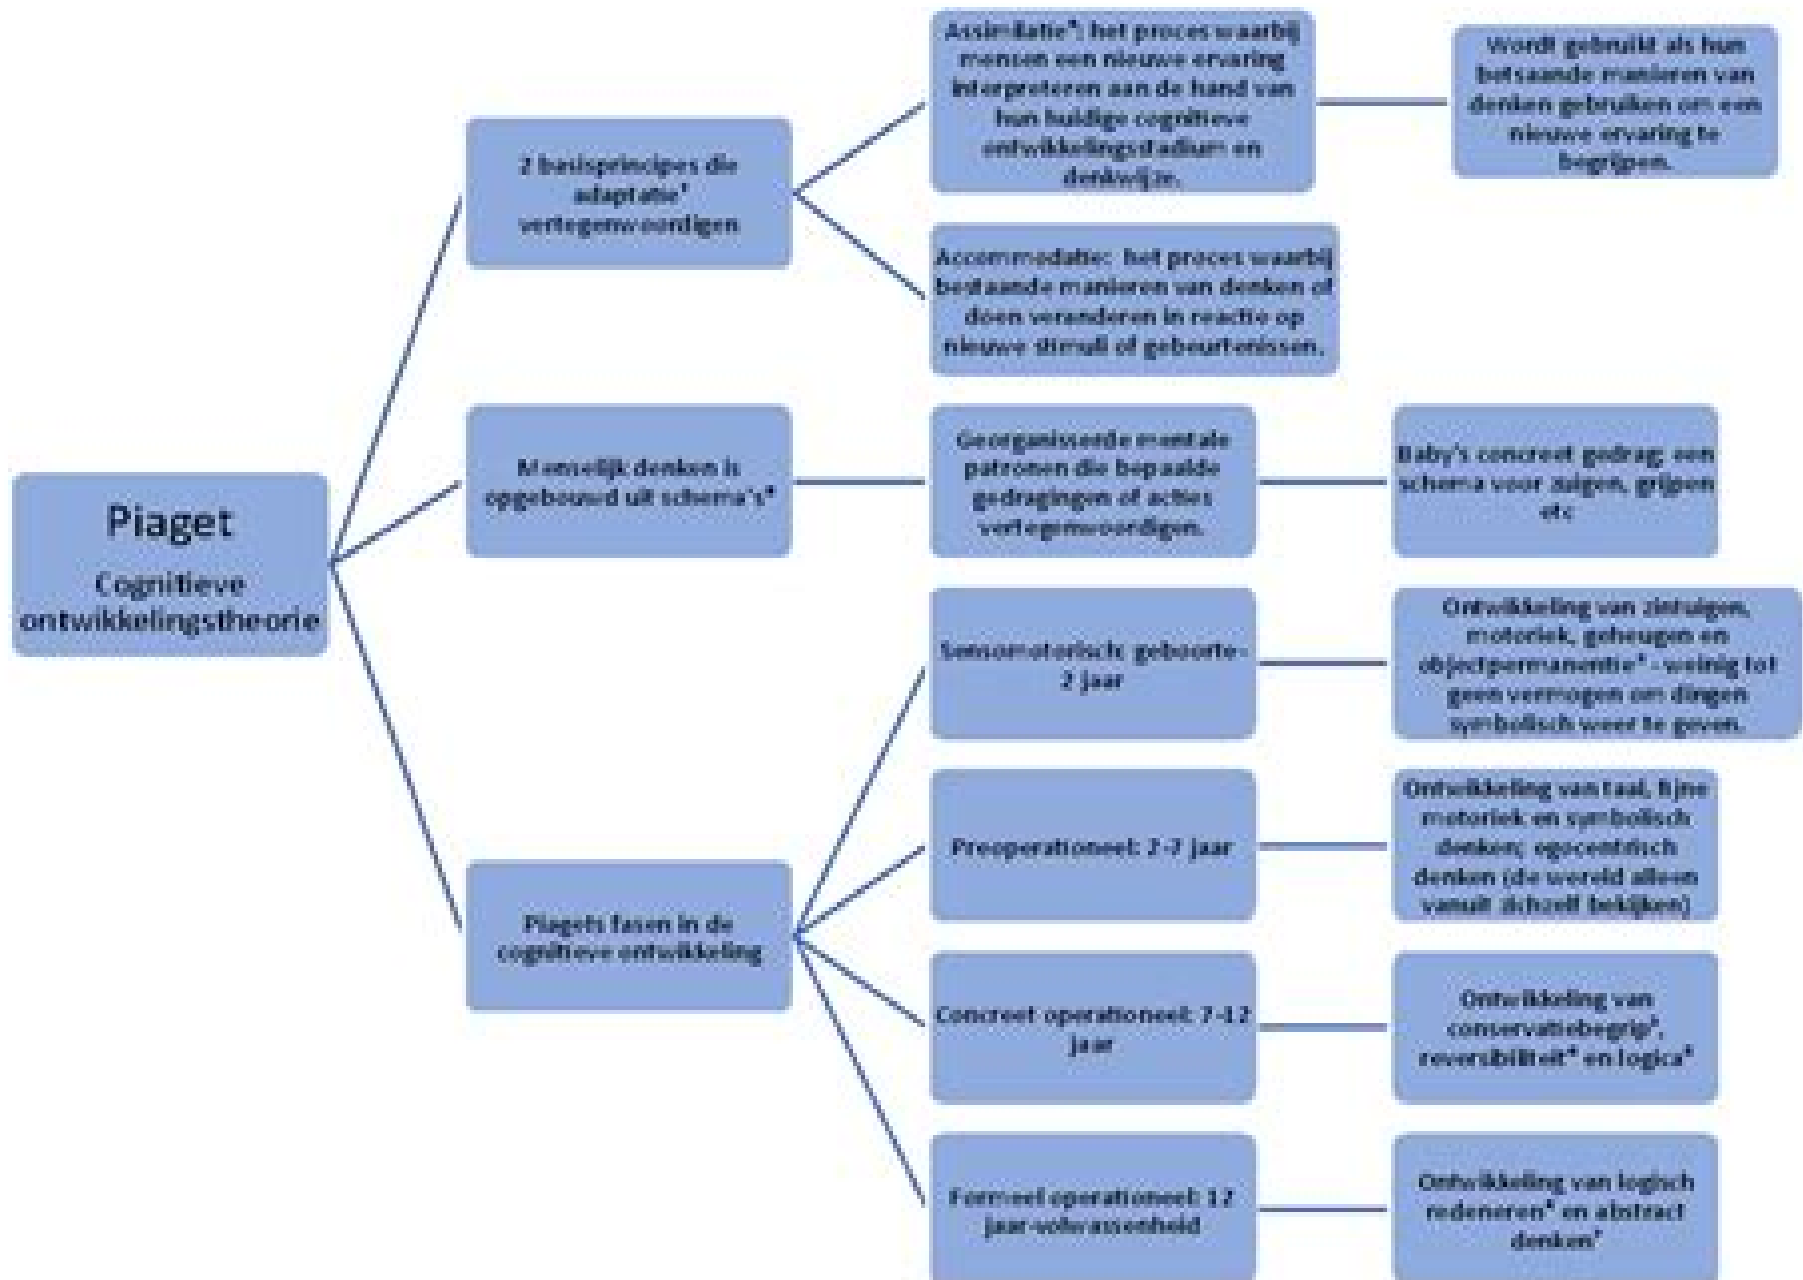 Piaget
Cognitieve
ontwikkelingstheorie
2 basisprincipes die
adaptatie*
vertegenwoordigen
Assimilatie*: het proces waarbij
mensen een nieuwe ervaring
interpreteren aan de hand van
hun huidige cognitieve
ontwikkelingsstadium en
denkwijze.
Wordt gebruikt als hun
betsaande manieren van
denken gebruiken om een
nieuwe ervaring te
begrijpen.
Accommodatie: het proces waarbij
bestaande manieren van denken of
doen veranderen in reactie op
nieuwe stimuli of gebeurtenissen.
Menselijk denken is
opgebouwd uit schema's*
Georganisserde mentale
patronen die bepaalde
gedragingen of acties
vertegenwoordigen.
Baby's concreet gedrag; een
schema voor zuigen, grijpen
etc
Piagets fasen in de
cognitieve ontwikkeling
Sensomotorisch: geboorte-
2 jaar
Ontwikkeling van zintuigen,
motoriek, geheugen en
objectpermanentie* - weinig tot
geen vermogen om dingen
symbolisch weer te geven.
Preoperationeel: 2-7 jaar
Ontwikkeling van taal, fijne
motoriek en symbolisch
denken; egocentrisch
denken (de wereld alleen
vanuit zichzelf bekijken)
Concreet operationeel: 7-12
jaar
Ontwikkeling van
conservatiebegrip*,
reversibiliteit* en logica*
Formeel operationeel: 12
jaar-volwassenheid
Ontwikkeling van logisch
redeneren* en abstract
denken*